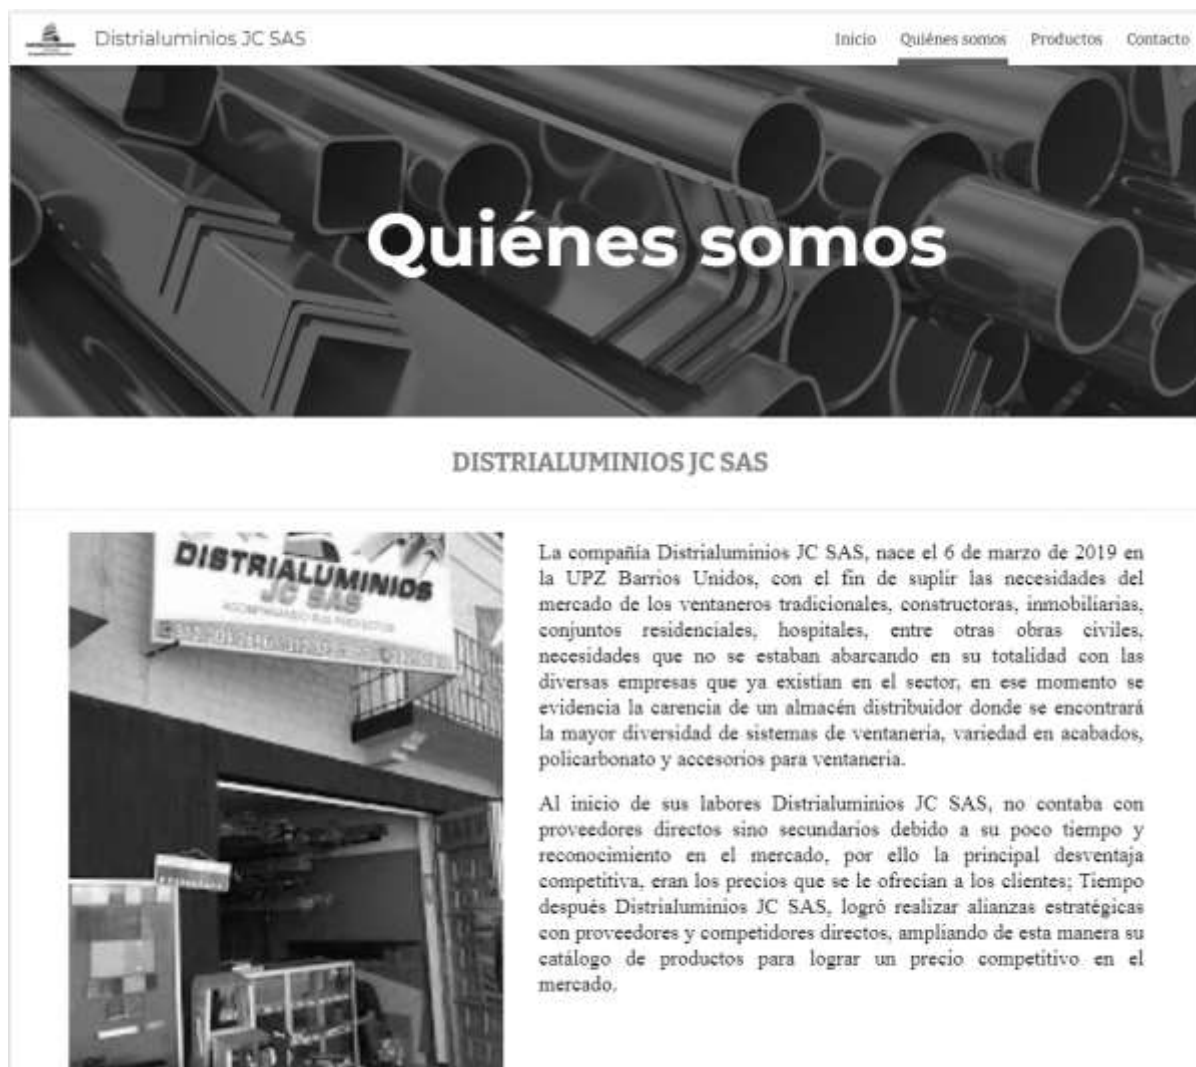 Distrialuminios JC SAS
Inicio Quiénes somos Productos Contacto
Quiénes somos
DISTRIALUMINIOS JC SAS
DISTRIALUMINIOS
JC SAS
La compañía Distrialuminios JC SAS, nace el 6 de marzo de 2019 en
la UPZ Barrios Unidos, con el fin de suplir las necesidades del
mercado de los ventaneros tradicionales, constructoras, inmobiliarias,
conjuntos residenciales, hospitales, entre otras obras civiles,
necesidades que no se estaban abarcando en su totalidad con las
diversas empresas que ya existían en el sector, en ese momento se
evidencia la carencia de un almacén distribuidor donde se encontrará
la mayor diversidad de sistemas de ventanería, variedad en acabados,
policarbonato y accesorios para ventanería.
Al inicio de sus labores Distrialuminios JC SAS, no contaba con
proveedores directos sino secundarios debido a su poco tiempo y
reconocimiento en el mercado, por ello la principal desventaja
competitiva, eran los precios que se le ofrecían a los clientes; Tiempo
después Distrialuminios JC SAS, logró realizar alianzas estratégicas
con proveedores y competidores directos, ampliando de esta manera su
catálogo de productos para lograr un precio competitivo en el
mercado.